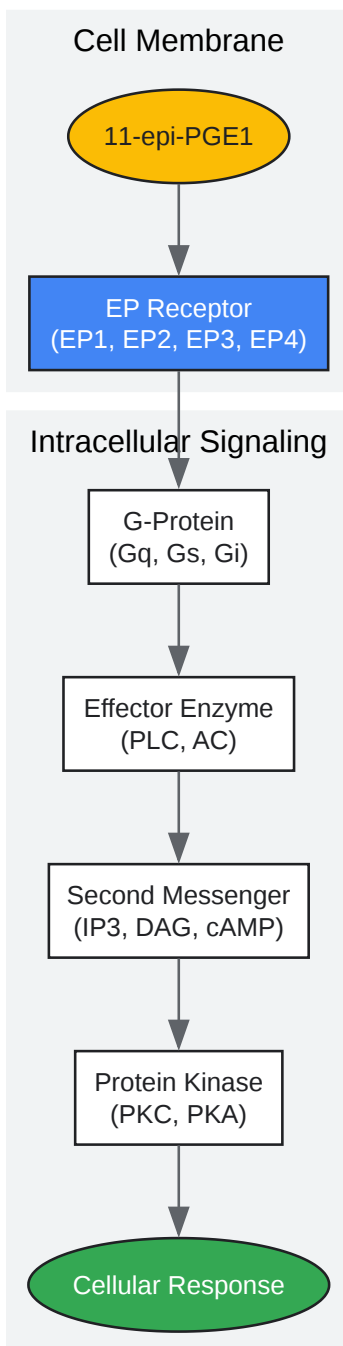 Cell Membrane
11-epi-PGE1
EP Receptor
(EP1, EP2, EP3, EP4)
Intracellular Signaling
G-Protein
(Gq, Gs, Gi)
Effector Enzyme
(PLC, AC)
Second Messenger
(IP3, DAG, cAMP)
Protein Kinase
(PKC, PKA)
Cellular Response